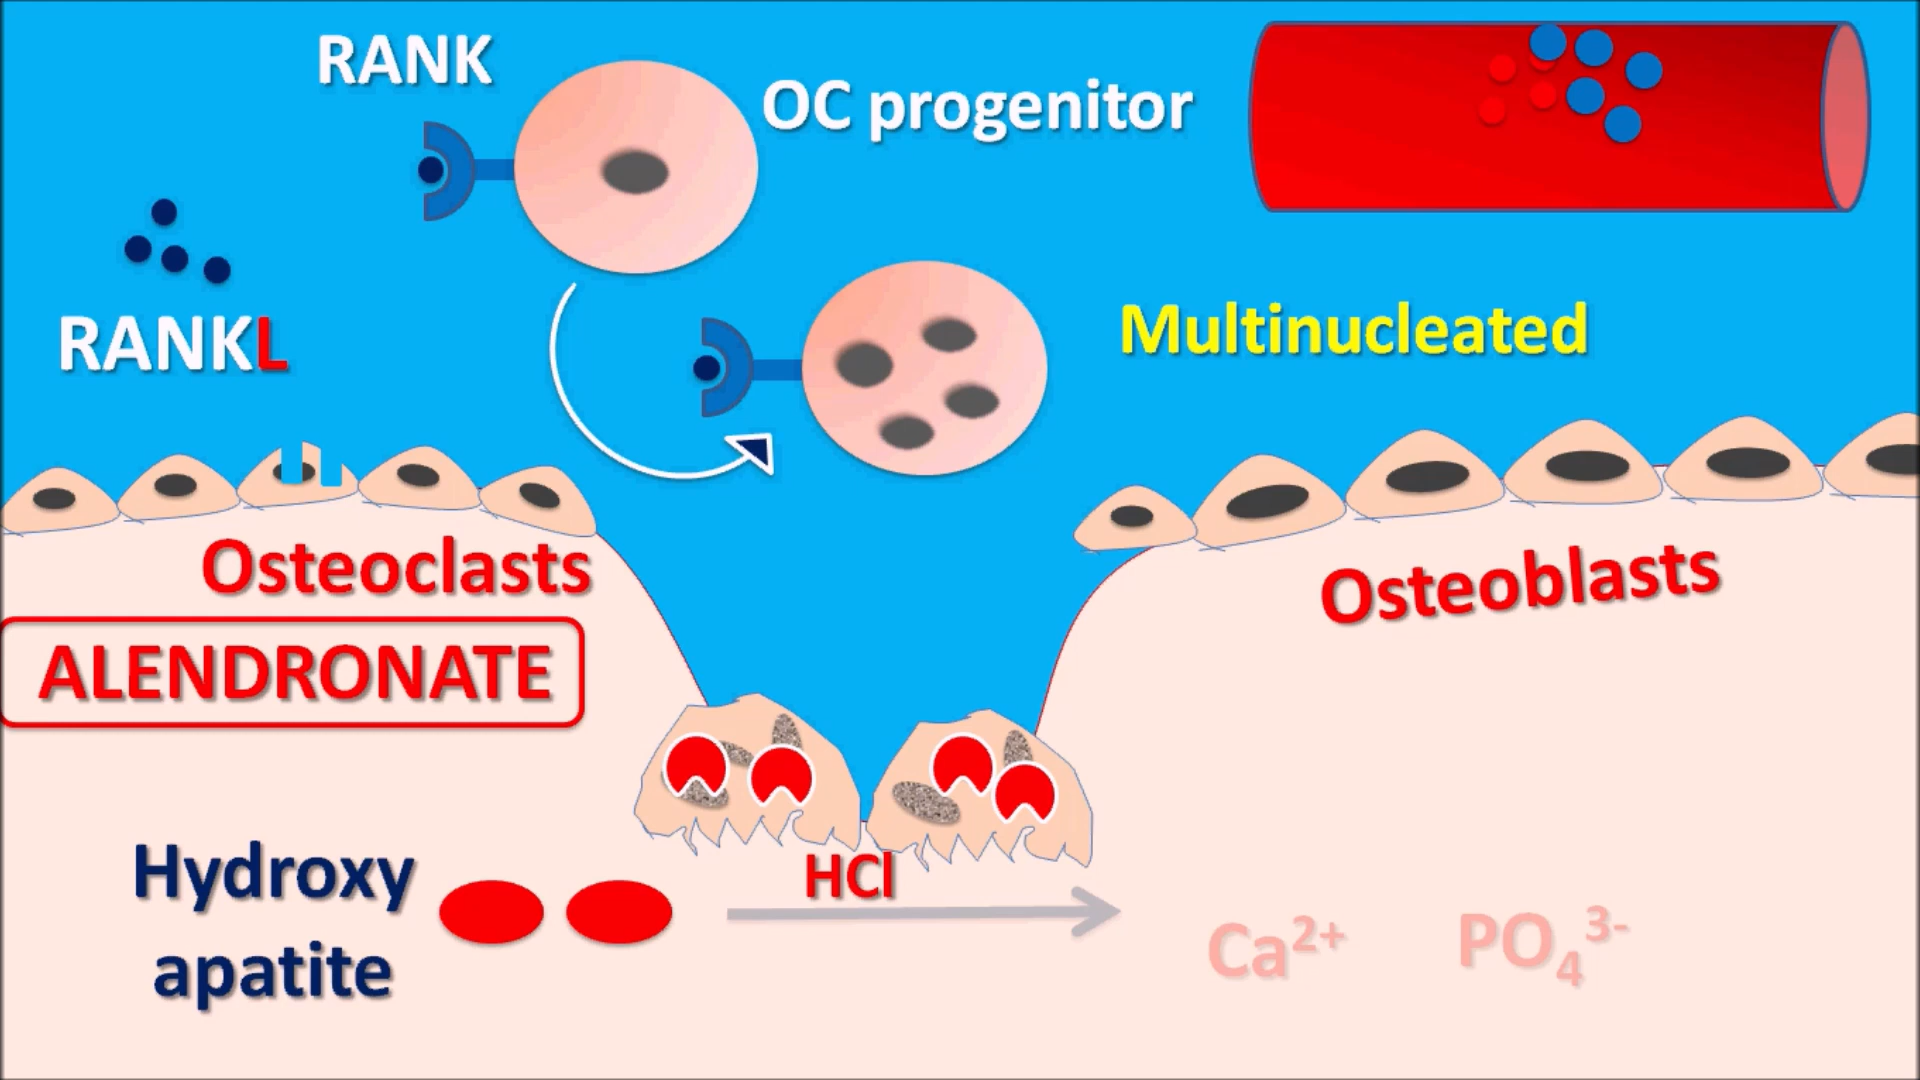 RANK
OC progenitor
RANKL
Multinucleated
Osteoclasts
Osteoblasts
ALENDRONATE
HCl
Hydroxy
apatite
Ca²⁺
PO₄³⁻